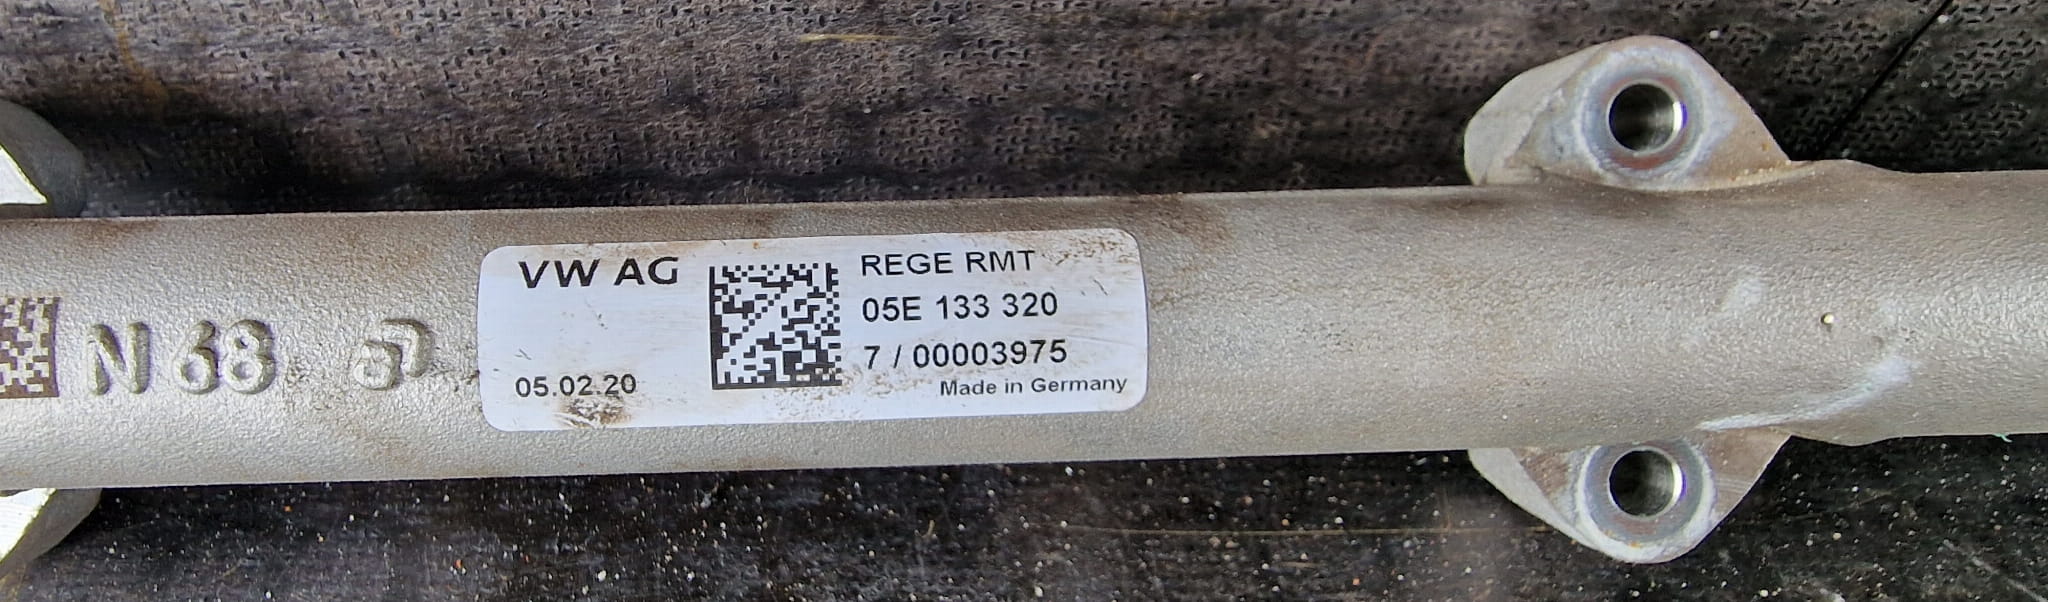 N 68
VW AG
05.02.20
REGE RMT
05E 133 320
7 / 00003975
Made in Germany